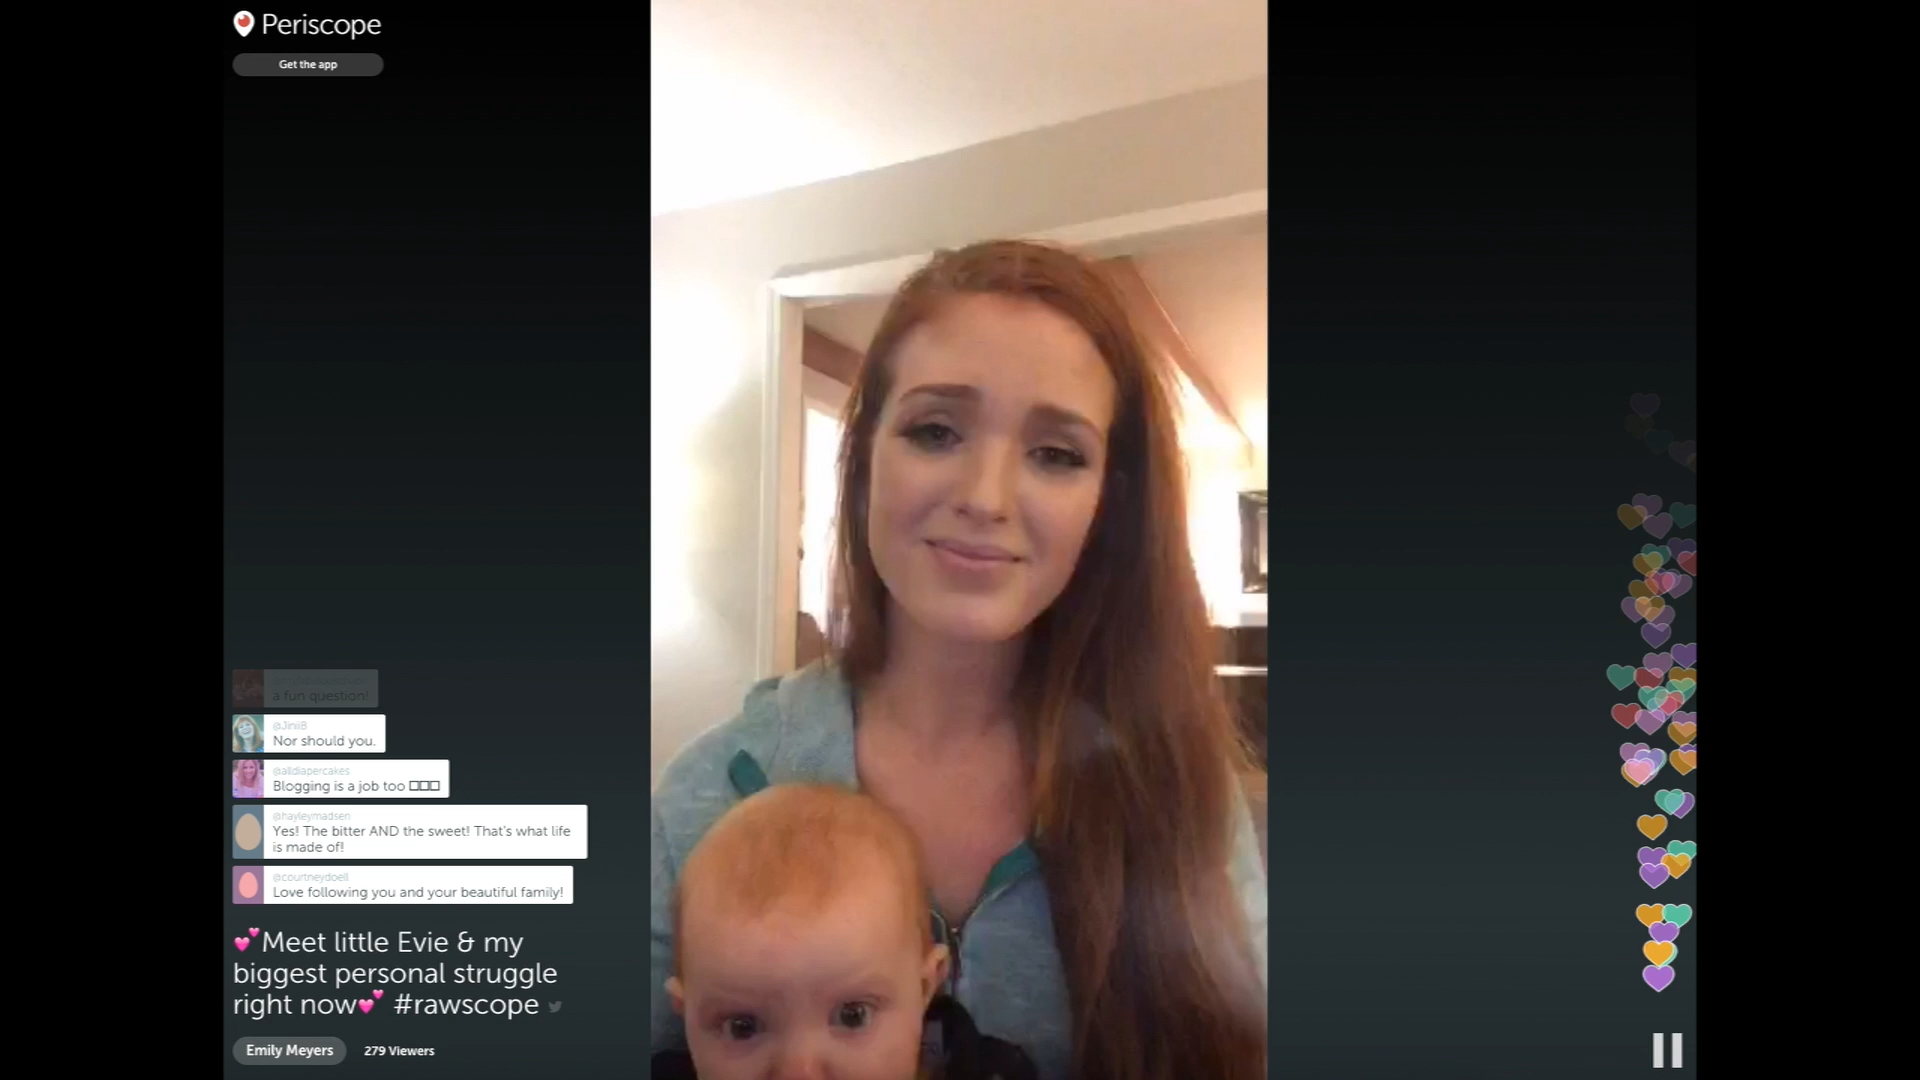 Periscope
Get the app
a fun question!
@JiniiB
Nor should you.
@alldiapercakes
Blogging is a job too □□□
@hayleymadsen
Yes! The bitter AND the sweet! That's what life
is made of!
@courtneydoell
Love following you and your beautiful family!
💕Meet little Evie & my
biggest personal struggle
right now💕 #rawscope
Emily Meyers
279 Viewers